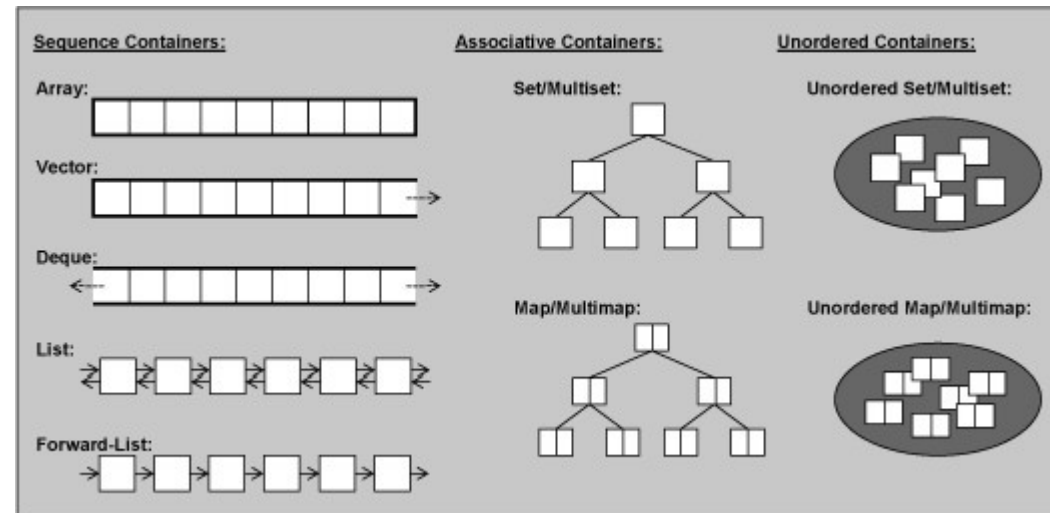 Sequence Containers:
Array:
Vector:
Deque:
List:
Forward-List:
Associative Containers:
Set/Multiset:
Map/Multimap:
Unordered Containers:
Unordered Set/Multiset:
Unordered Map/Multimap: